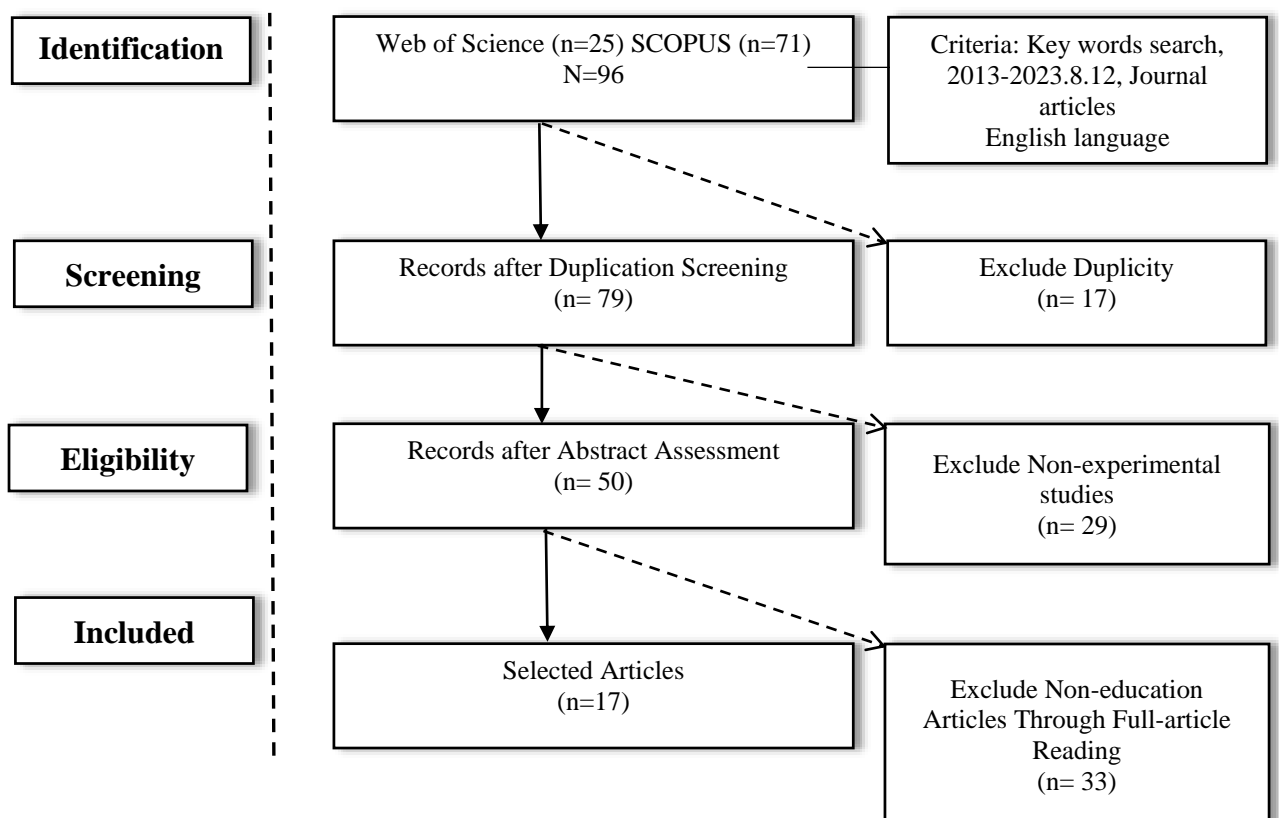 Identification
Web of Science (n=25) SCOPUS (n=71)
N=96
Criteria: Key words search,
2013-2023.8.12, Journal
articles
English language
Screening
Records after Duplication Screening
(n= 79)
Exclude Duplicity
(n= 17)
Eligibility
Records after Abstract Assessment
(n= 50)
Exclude Non-experimental
studies
(n= 29)
Included
Selected Articles
(n=17)
Exclude Non-education
Articles Through Full-article
Reading
(n= 33)